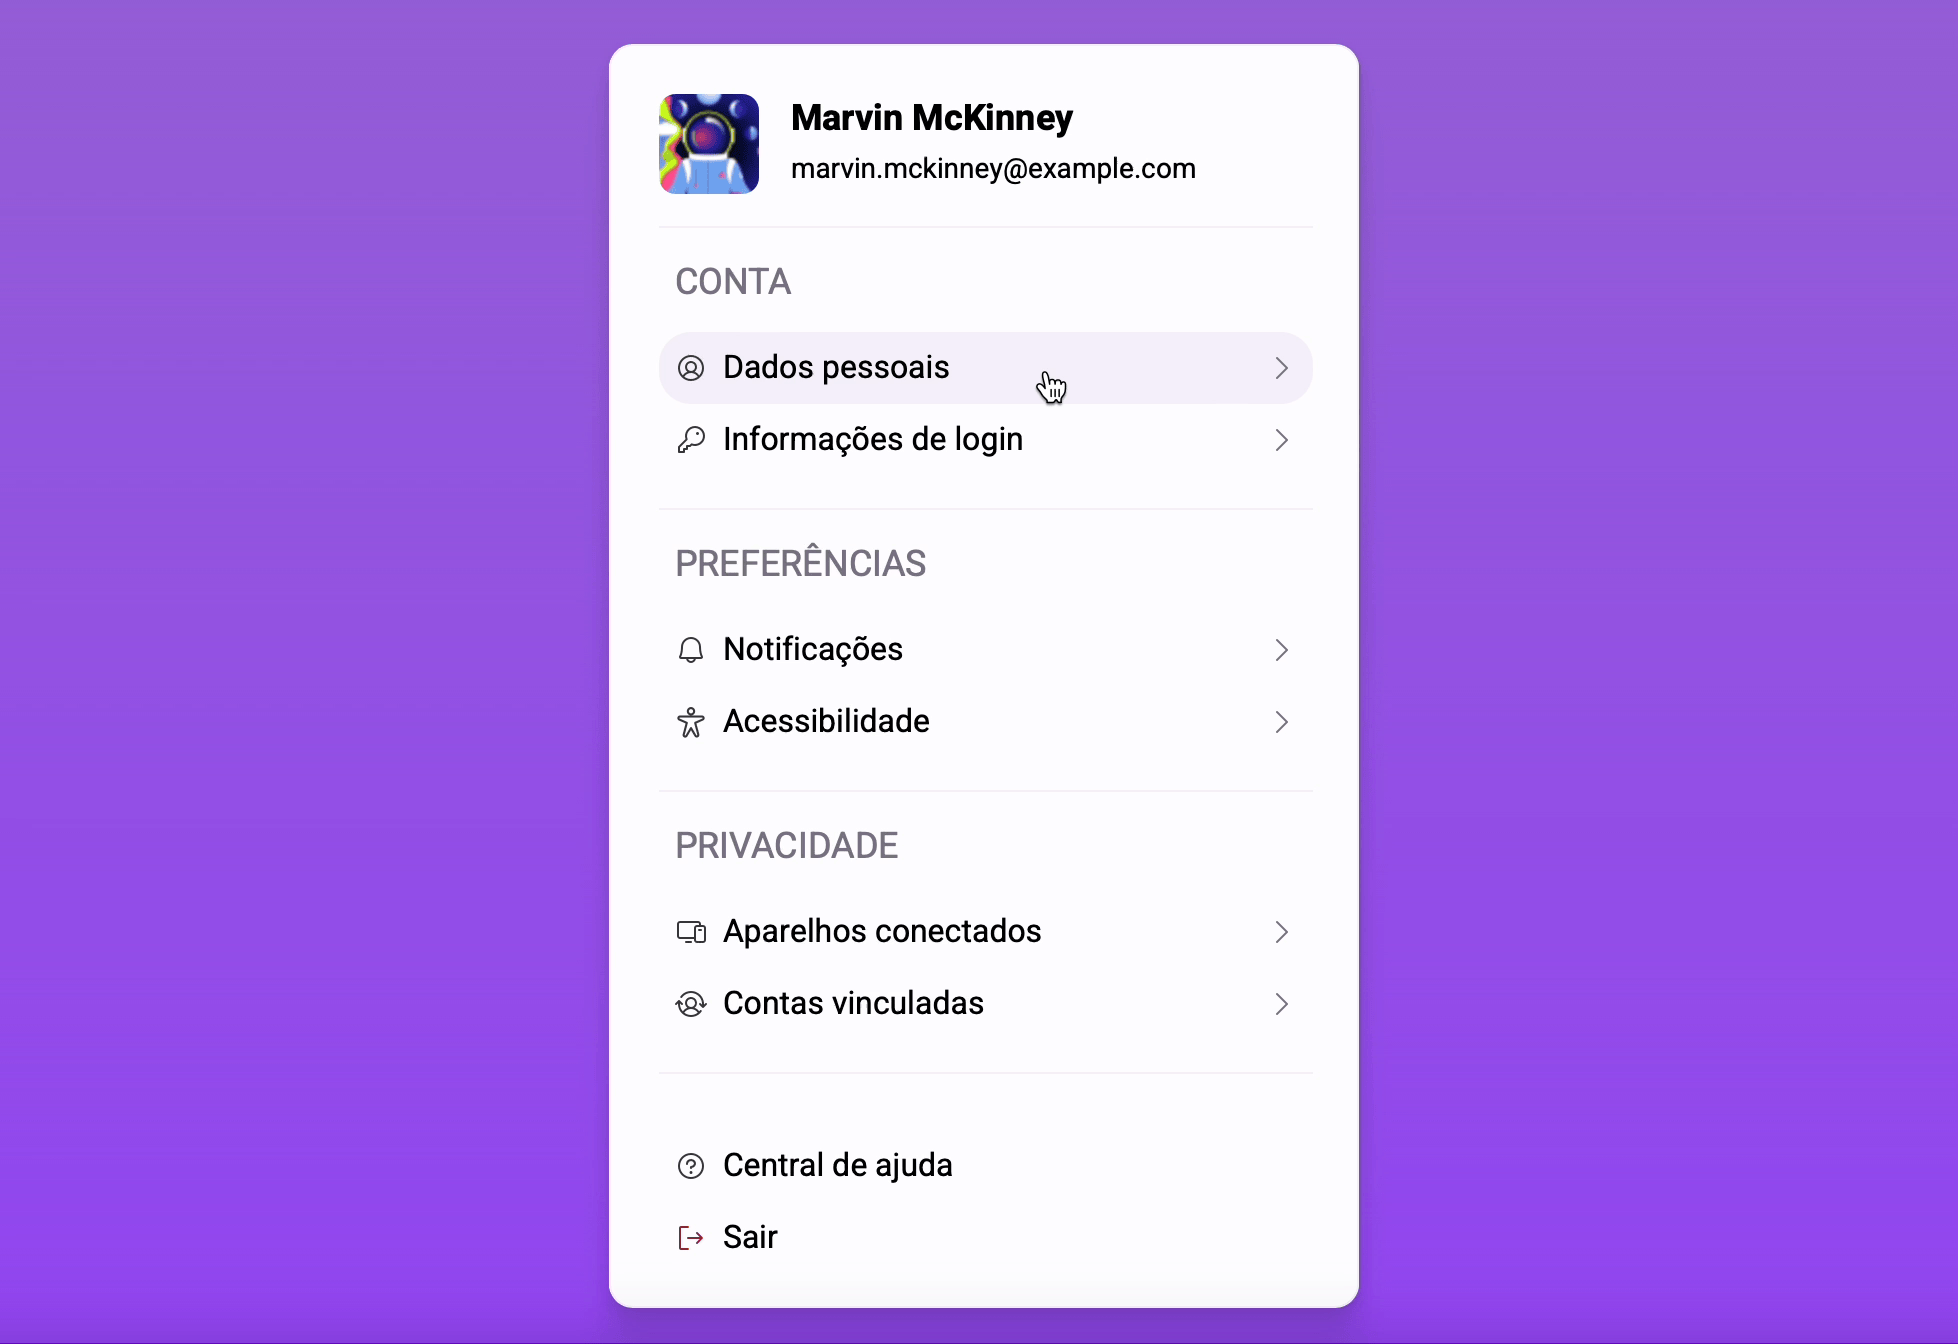 Marvin McKinney
marvin.mckinney@example.com
CONTA
Dados pessoais
Informações de login
PREFERÊNCIAS
Notificações
Acessibilidade
PRIVACIDADE
Aparelhos conectados
Contas vinculadas
Central de ajuda
Sair